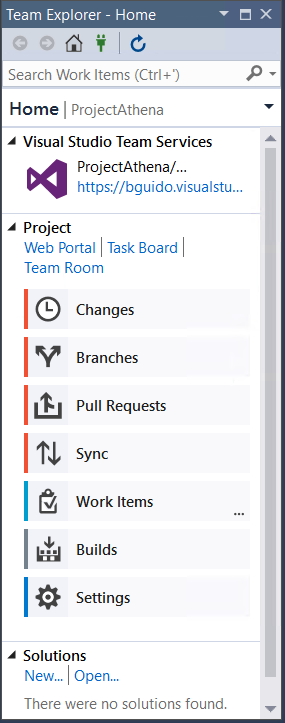 Team Explorer - Home
Search Work Items (Ctrl+')
Home | ProjectAthena
Visual Studio Team Services
ProjectAthena/...
https://bguido.visualstu...
Project
Web Portal | Task Board |
Team Room
Changes
Branches
Pull Requests
Sync
Work Items
...
Builds
Settings
Solutions
New... | Open...
There were no solutions found.